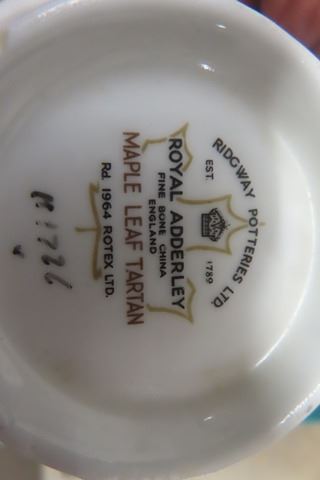 RIDGWAY POTTERIES LTD.
EST. 1789
ROYAL ADDERLEY
FINE BONE CHINA
ENGLAND
MAPLE LEAF TARTAN
Rd. 1964 ROTEX LTD.